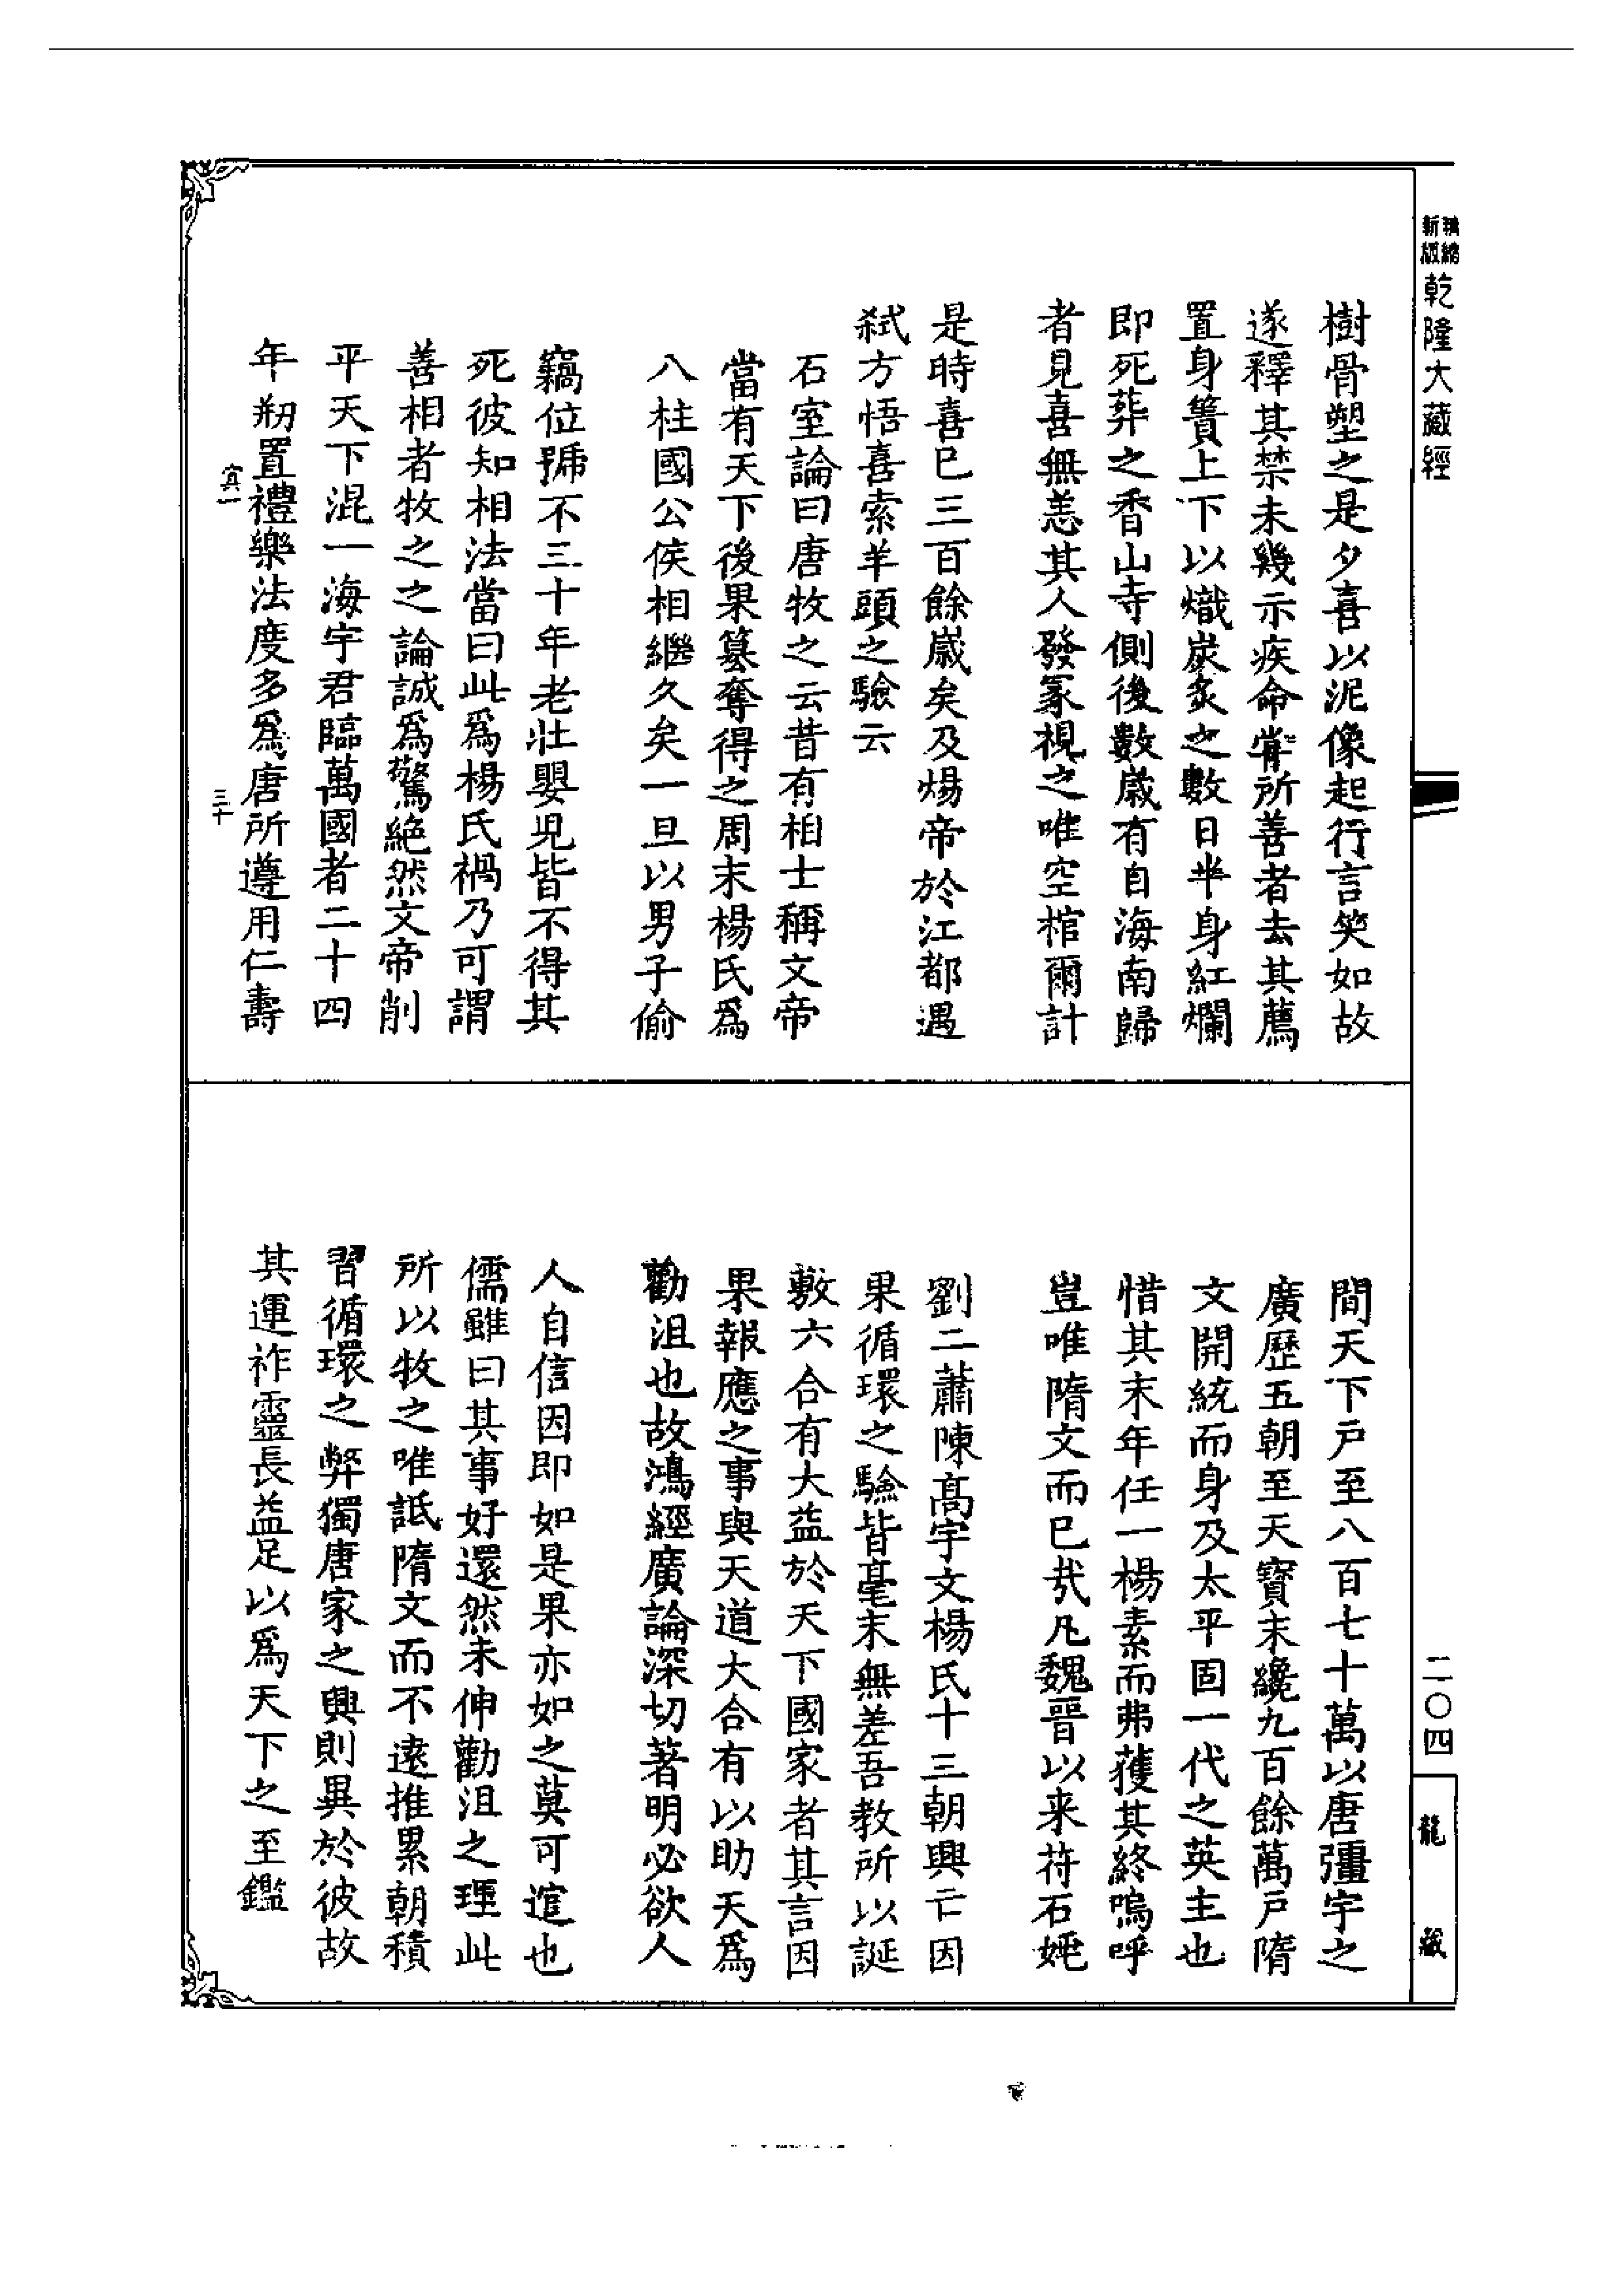 新版
精縮
乾隆大藏經
樹骨塑之是夕喜以泥像起行言笑如故
遂釋其禁未幾示疾命常所善者去其薦
置身簀上下以熾炭炙之數日半身紅爛
即死葬之香山寺側後數歲有自海南歸
者見喜無恙其人發冢視之唯空棺爾計
是時喜巳三百餘歲矣及煬帝於江都遇
弒方悟喜索羊頭之驗云
石室論曰唐牧之云昔有相士稱文帝
當有天下後果篡奪得之周末楊氏爲
八柱國公侯相繼久矣一旦以男子偷
竊位號不三十年老壯嬰兒皆不得其
死彼知相法當曰此爲楊氏禍乃可謂
善相者牧之之論誠爲驚絕然文帝削
平天下混一海宇君臨萬國者二十四
年剏置禮樂法度多爲唐所遵用仁壽
三十
間天下戶至八百七十萬以唐彊宇之
廣歷五朝至天寶末纔九百餘萬戶隋
文開統而身及太平固一代之英主也
惜其末年任一楊素而弗獲其終嗚呼
豈唯隋文而巳哉凡魏晉以来苻石姚
劉二蕭陳高宇文楊氏十三朝興亡因
果循環之驗皆毫末無差吾教所以誕
敷六合有大益於天下國家者其言因
果報應之事與天道大合有以助天爲
勸沮也故鴻經廣論深切著明必欲人
人自信因即如是果亦如之莫可逭也
儒雖曰其事好還然未伸勸沮之理此
所以牧之唯詆隋文而不遠推累朝積
習循環之弊獨唐家之興則異於彼故
其運祚靈長益足以爲天下之至鑑
二〇四
龍藏